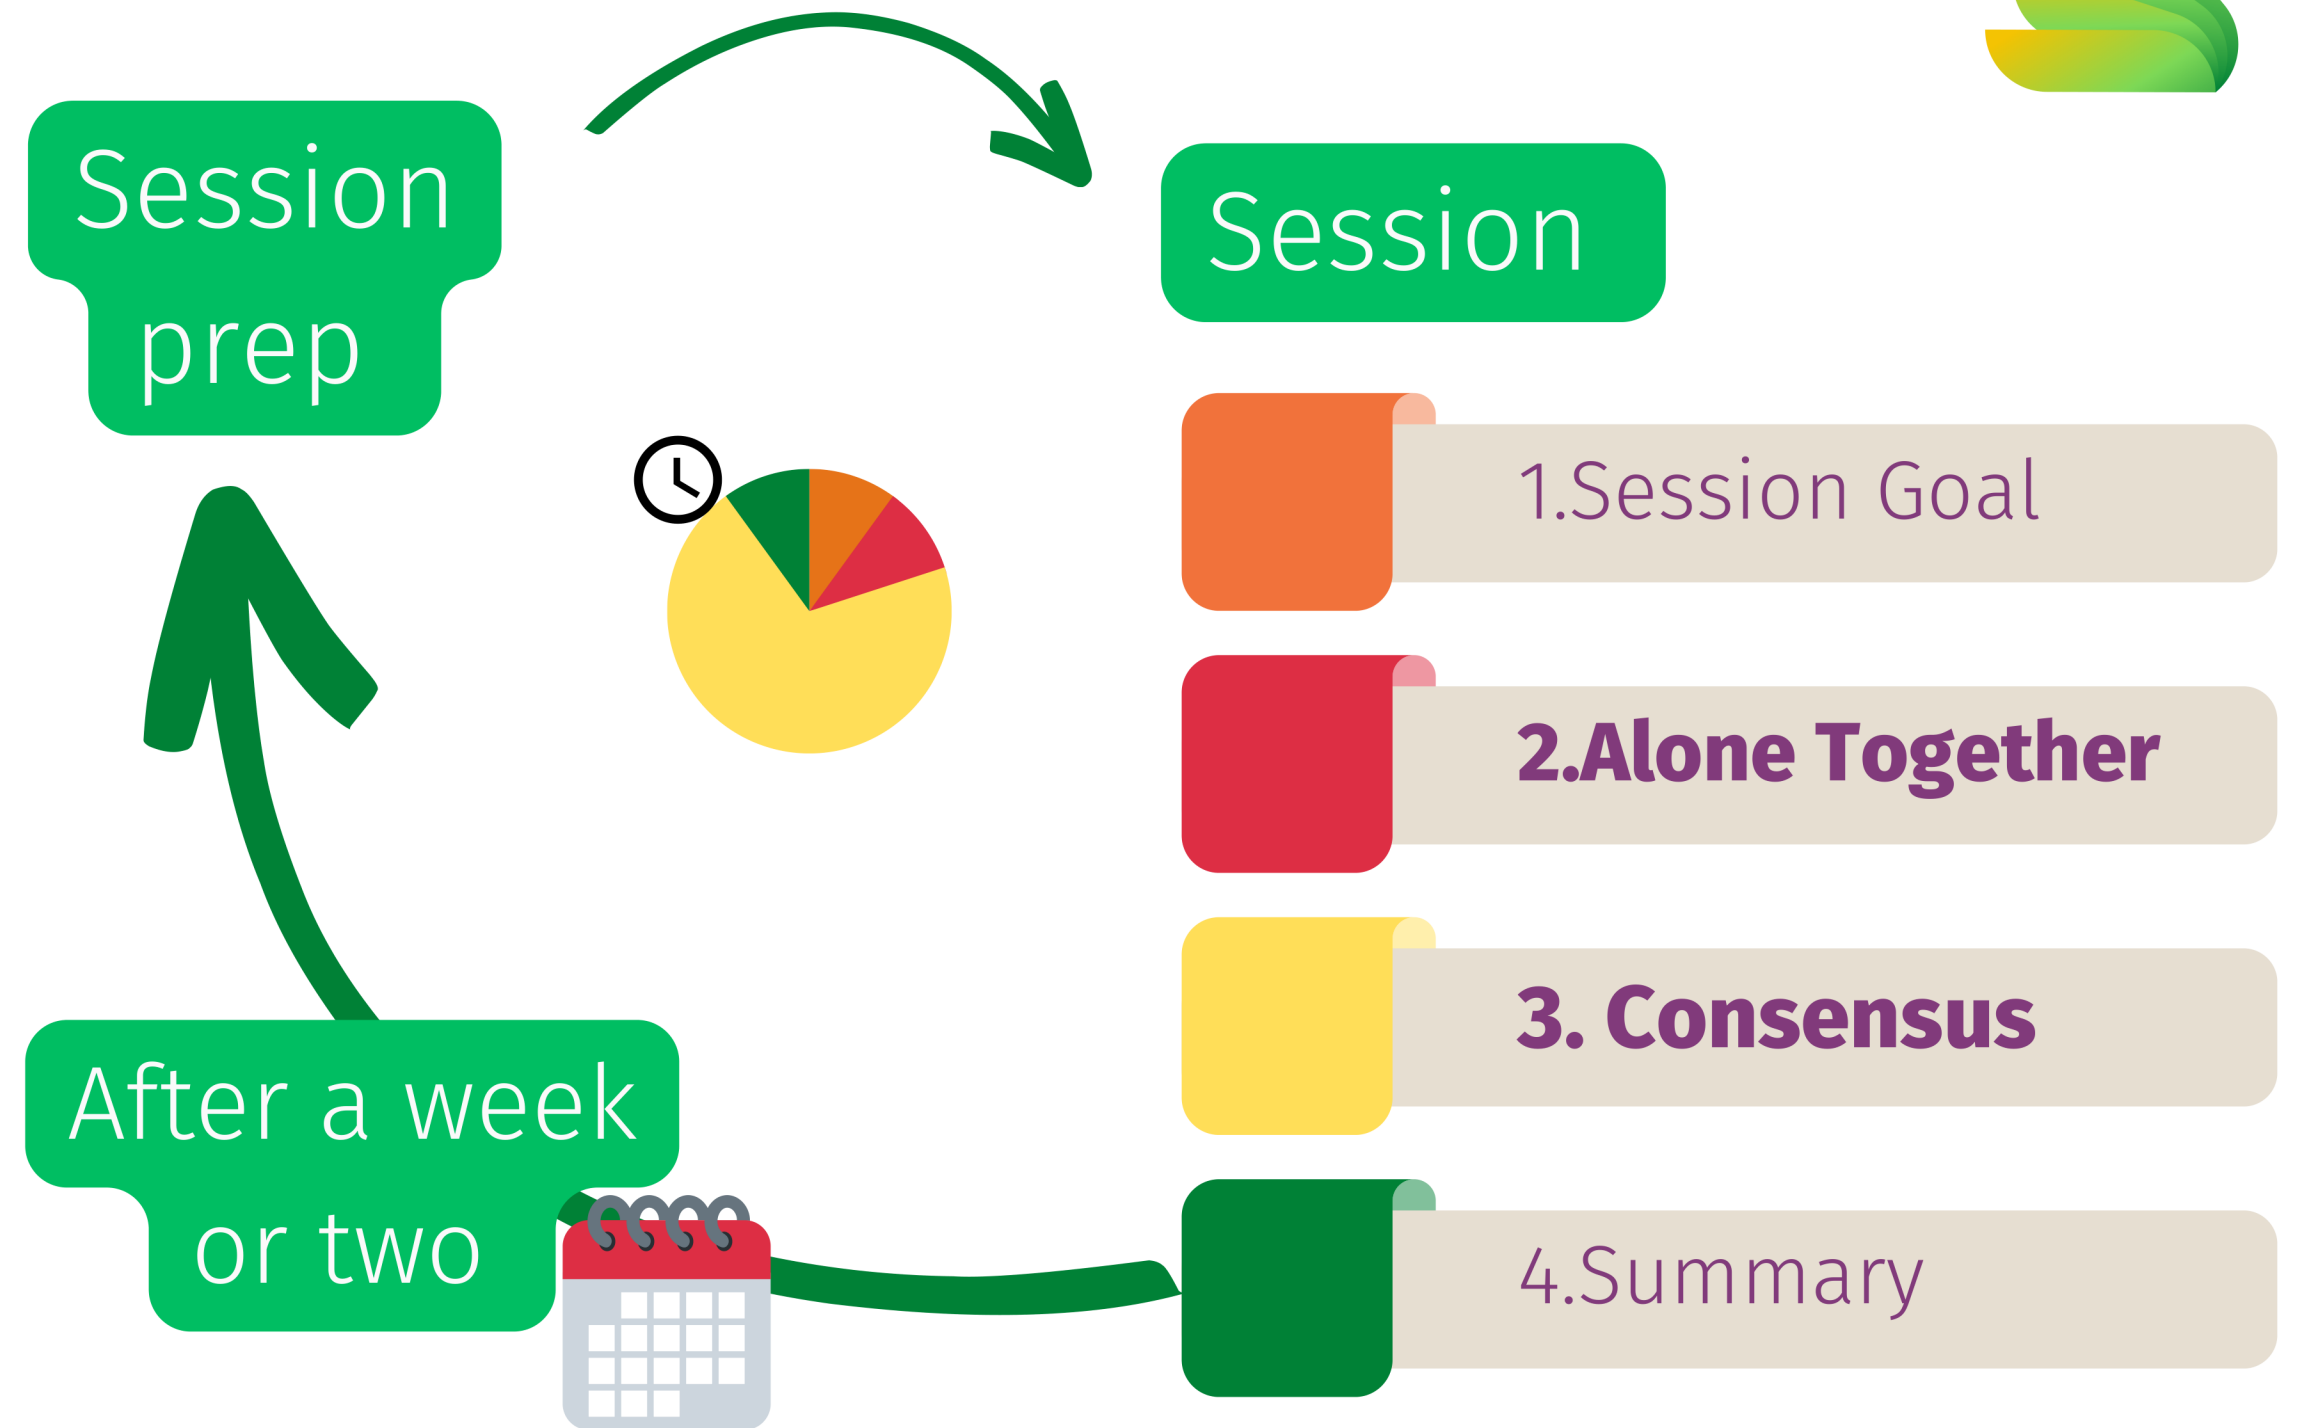 Session
prep
Session
1.Session Goal
2.Alone Together
3. Consensus
4.Summary
After a week
or two